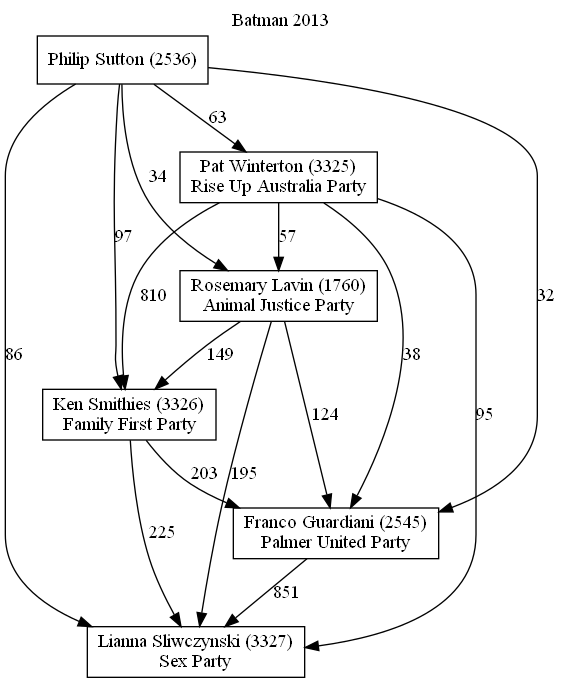 Batman 2013
Philip Sutton (2536)
63
Pat Winterton (3325)
Rise Up Australia Party
34
97
57
Rosemary Lavin (1760)
Animal Justice Party
810
32
86
149
38
Ken Smithies (3326)
Family First Party
124
95
203
195
Franco Guardiani (2545)
Palmer United Party
225
851
Lianna Sliwczynski (3327)
Sex Party